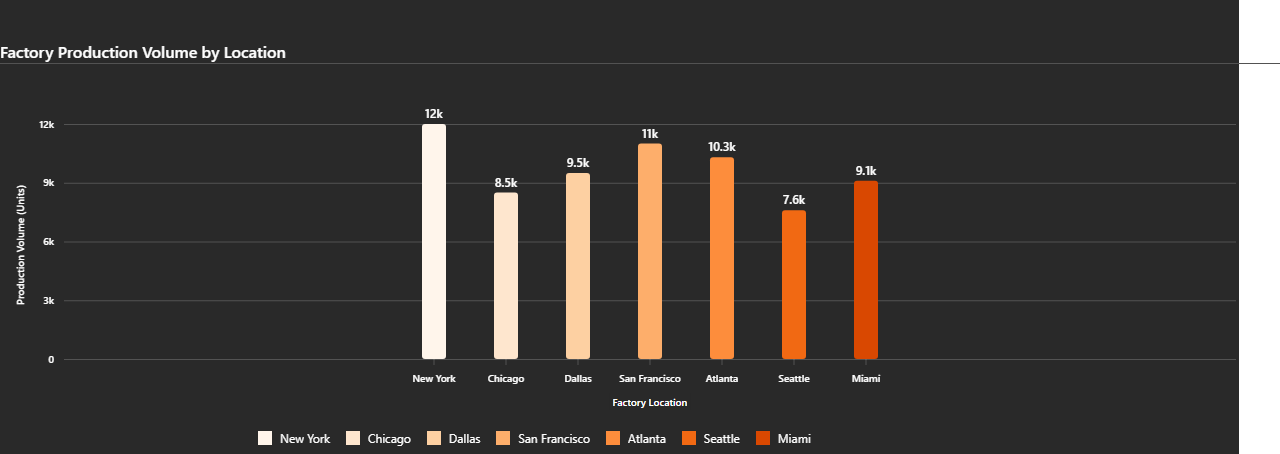 Factory Production Volume by Location
12k
11k
10.3k
9.5k
9.1k
8.5k
7.6k
12k
9k
6k
3k
0
Production Volume (Units)
New York Chicago Dallas San Francisco Atlanta Seattle Miami
Factory Location
New York Chicago Dallas San Francisco Atlanta Seattle Miami